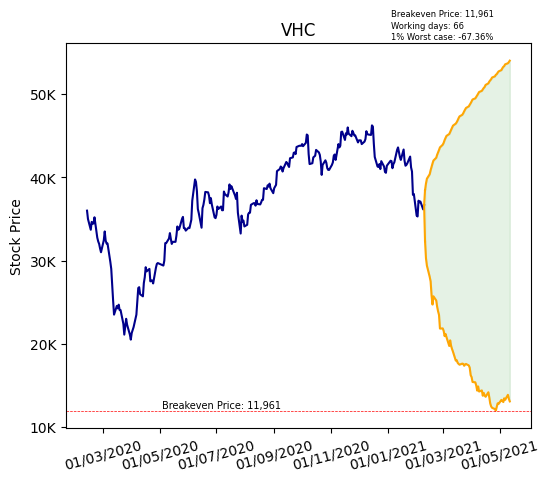 Breakeven Price: 11,961
Working days: 66
1% Worst case: -67.36%
VHC
Stock Price
50K
40K
30K
20K
10K
Breakeven Price: 11,961
01/03/2020
01/05/2020
01/07/2020
01/09/2020
01/11/2020
01/01/2021
01/03/2021
01/05/2021